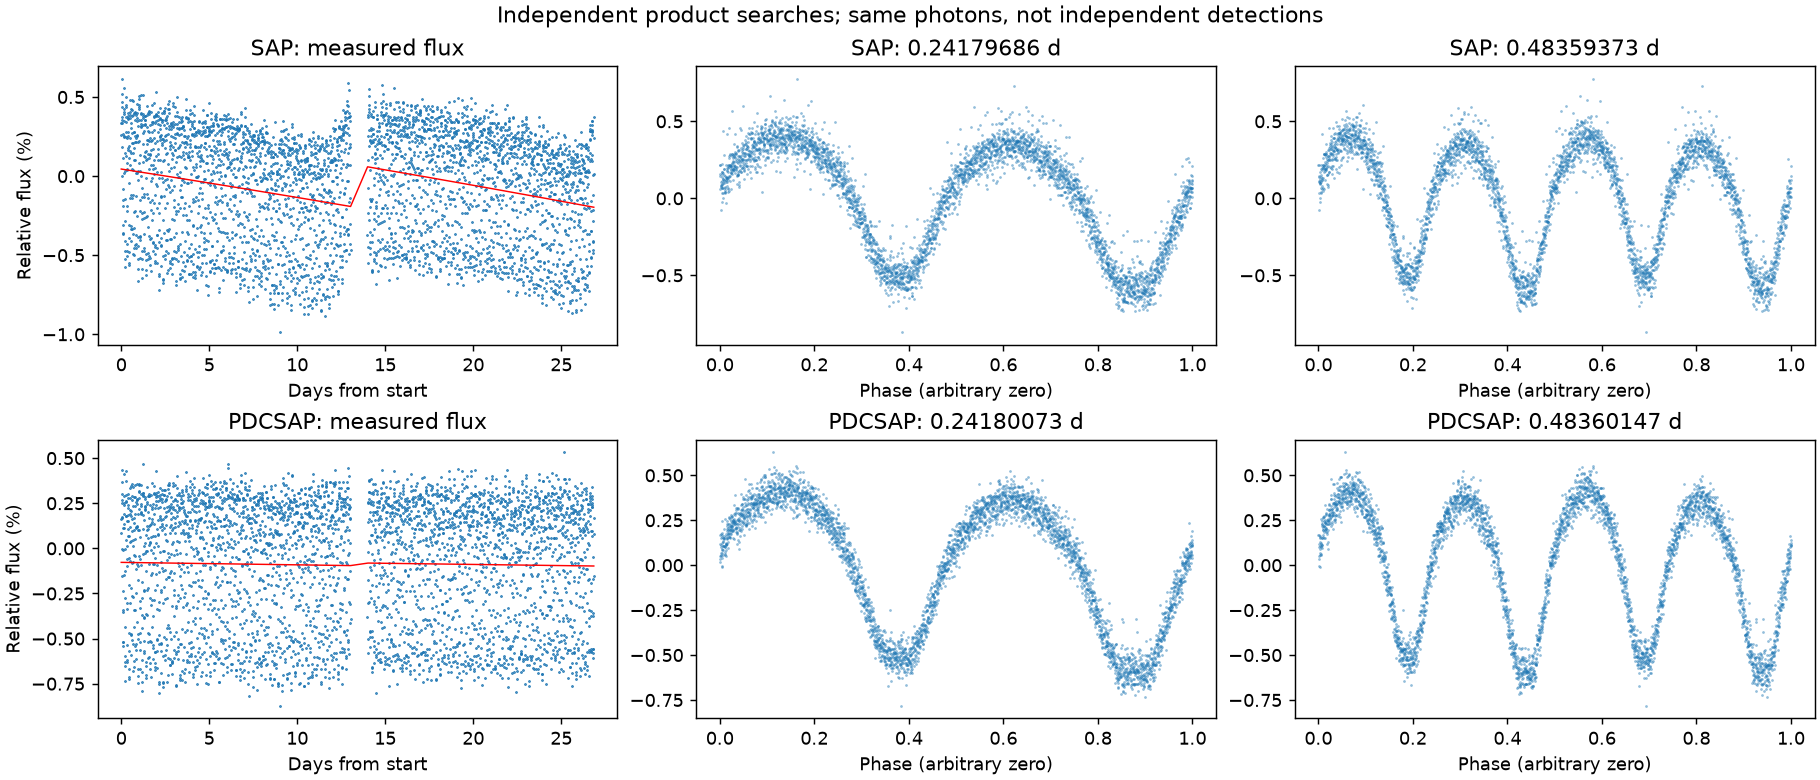 Independent product searches; same photons, not independent detections
SAP: measured flux
Relative flux (%)
0.5
0.0
−0.5
−1.0
0 5 10 15 20 25
Days from start
SAP: 0.24179686 d
0.5
0.0
−0.5
0.0 0.2 0.4 0.6 0.8 1.0
Phase (arbitrary zero)
SAP: 0.48359373 d
0.5
0.0
−0.5
0.0 0.2 0.4 0.6 0.8 1.0
Phase (arbitrary zero)
PDCSAP: measured flux
Relative flux (%)
0.50
0.25
0.00
−0.25
−0.50
−0.75
0 5 10 15 20 25
Days from start
PDCSAP: 0.24180073 d
0.50
0.25
0.00
−0.25
−0.50
−0.75
0.0 0.2 0.4 0.6 0.8 1.0
Phase (arbitrary zero)
PDCSAP: 0.48360147 d
0.50
0.25
0.00
−0.25
−0.50
−0.75
0.0 0.2 0.4 0.6 0.8 1.0
Phase (arbitrary zero)